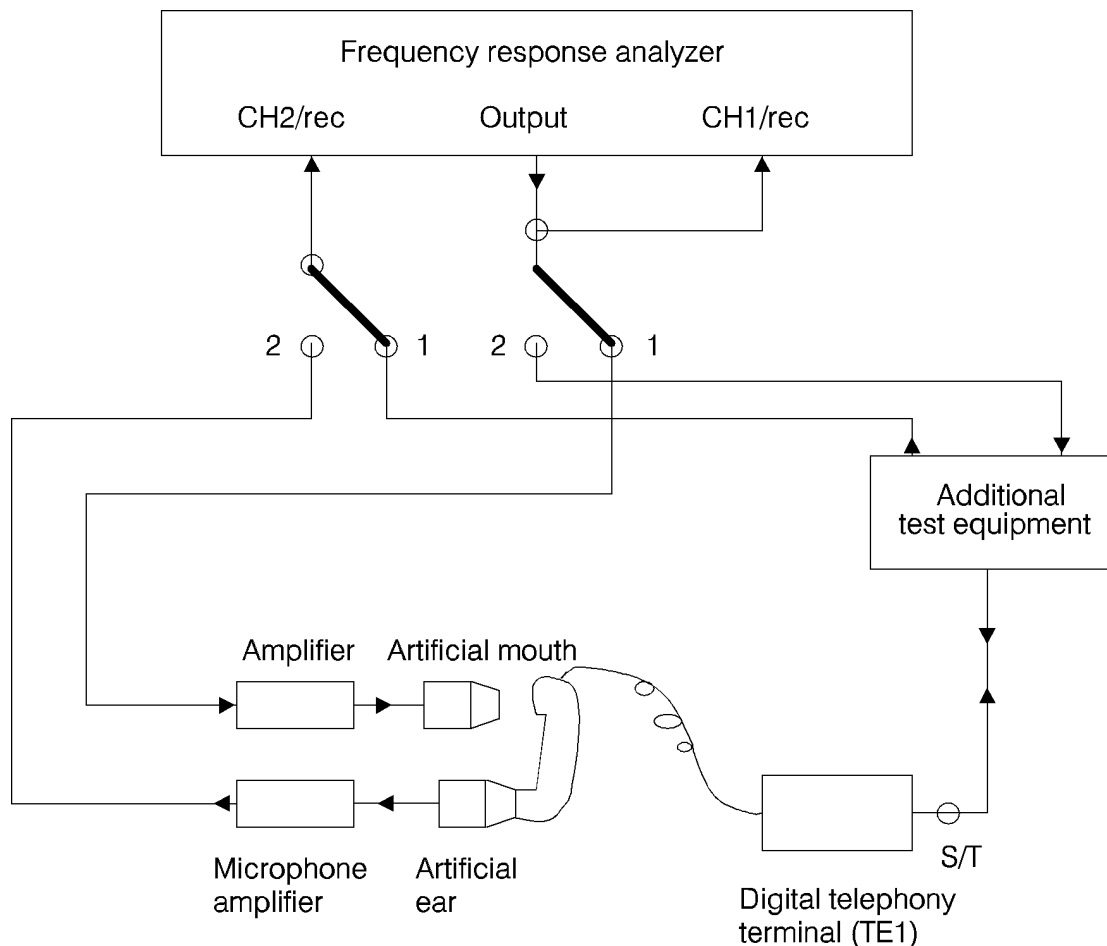 Frequency response analyzer
CH2/rec Output CH1/rec
2 1 2 1
Additional
test equipment
Amplifier Artificial mouth
S/T
Microphone
amplifier
Artificial
ear
Digital telephony
terminal (TE1)